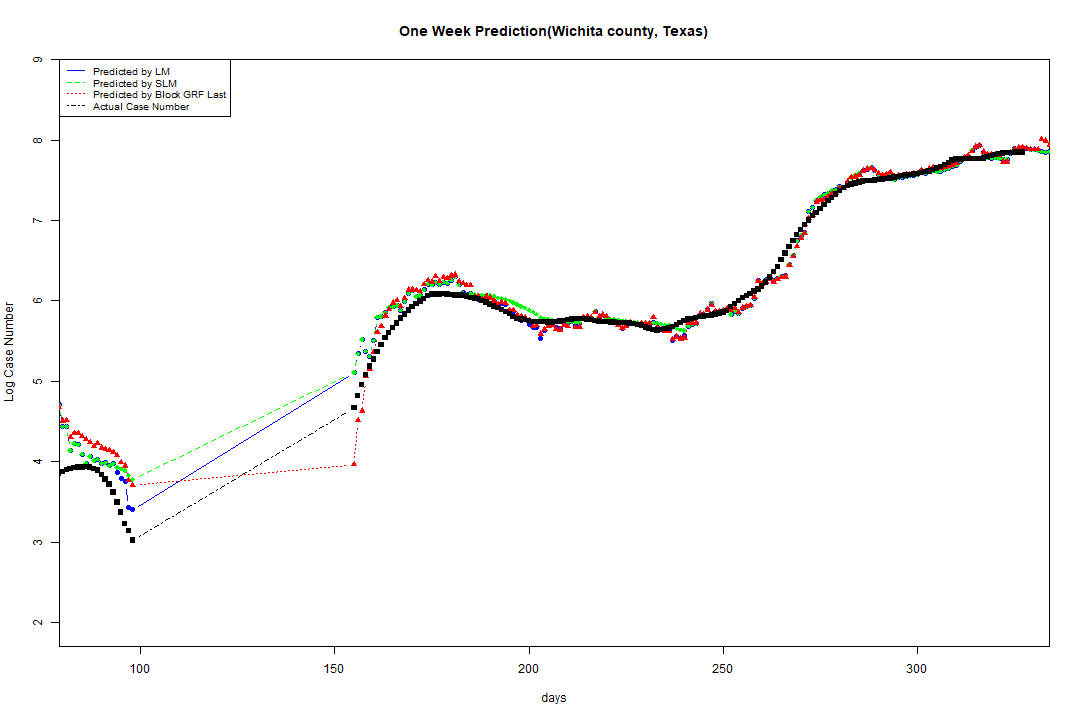 One Week Prediction(Wichita county, Texas)
Predicted by LM
Predicted by SLM
Predicted by Block GRF Last
Actual Case Number
9
8
7
6
5
4
3
2
Log Case Number
100 150 200 250 300
days